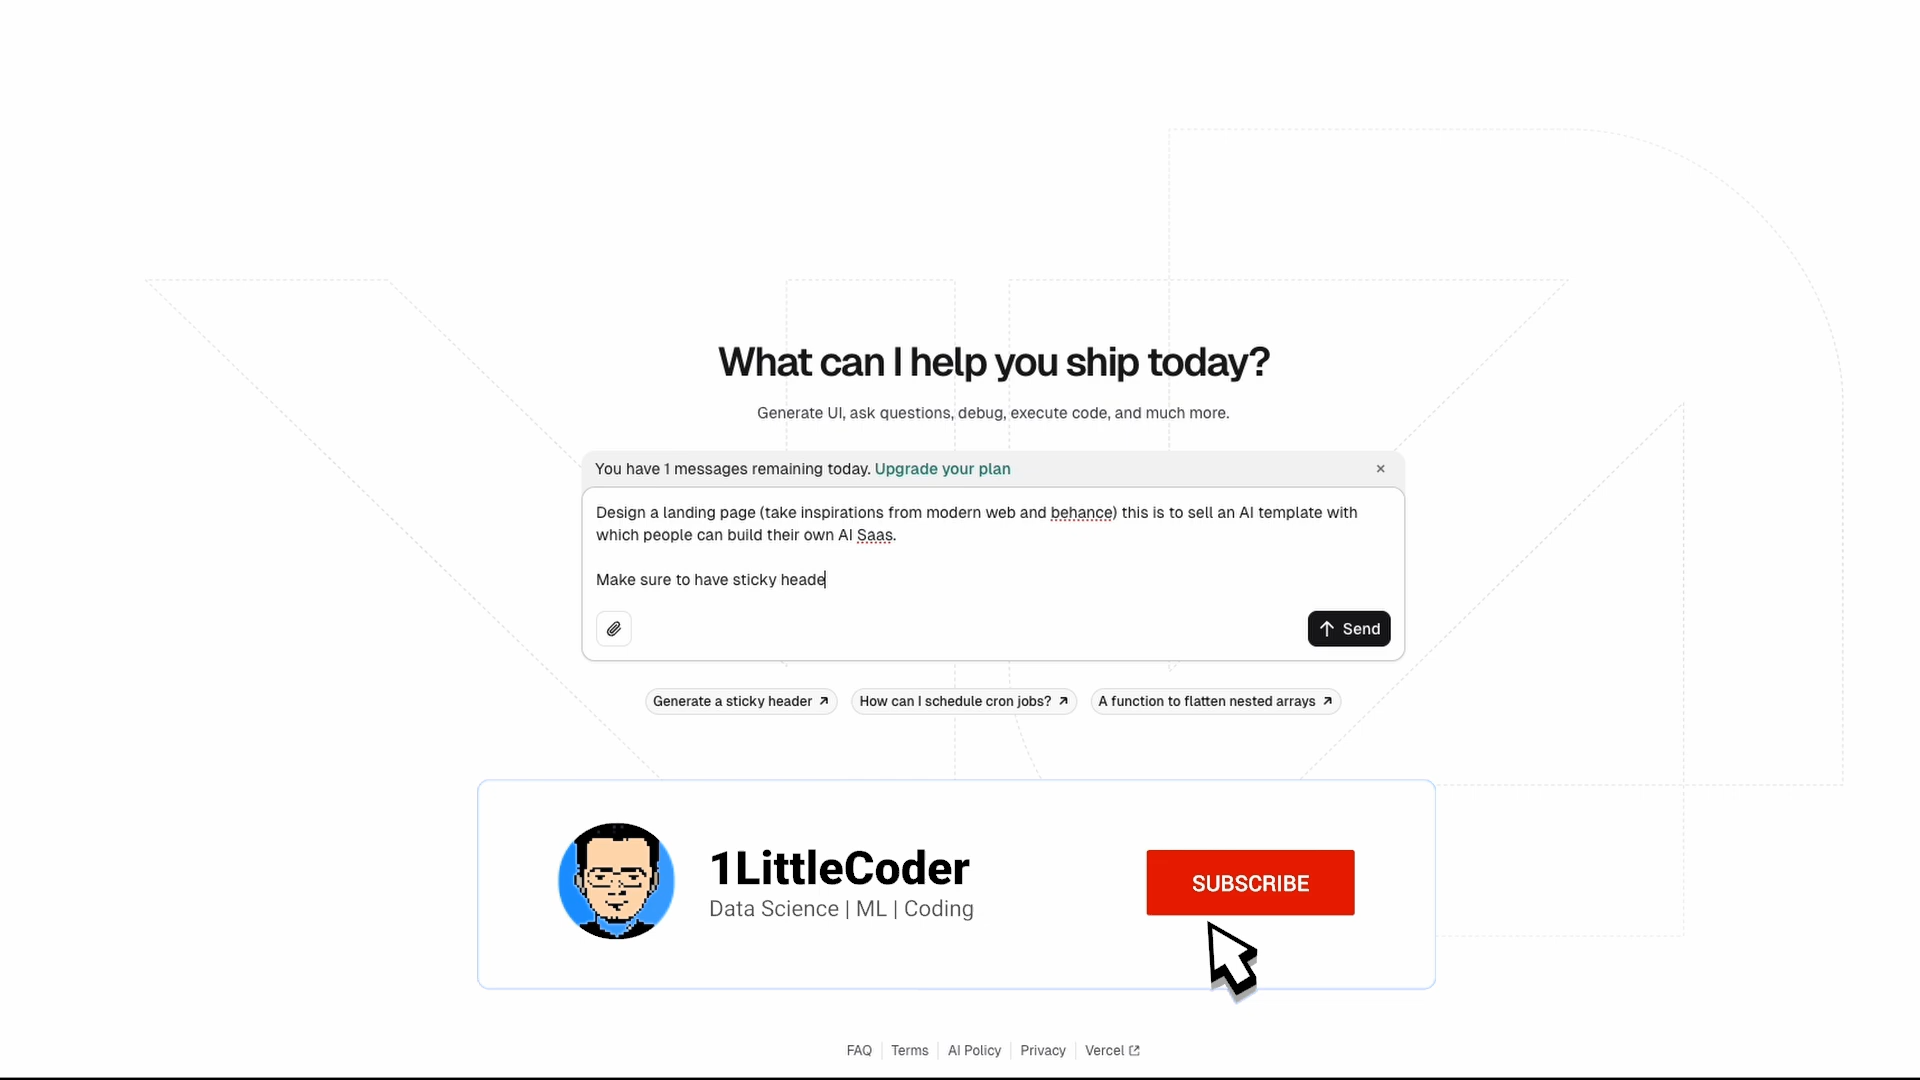 What can I help you ship today?
Generate UI, ask questions, debug, execute code, and much more.
You have 1 messages remaining today. Upgrade your plan
Design a landing page (take inspirations from modern web and behance) this is to sell an AI template with
which people can build their own AI Saas.
Make sure to have sticky heade
Send
Generate a sticky header
How can I schedule cron jobs?
A function to flatten nested arrays
1LittleCoder
Data Science | ML | Coding
SUBSCRIBE
FAQ
Terms
AI Policy
Privacy
Vercel